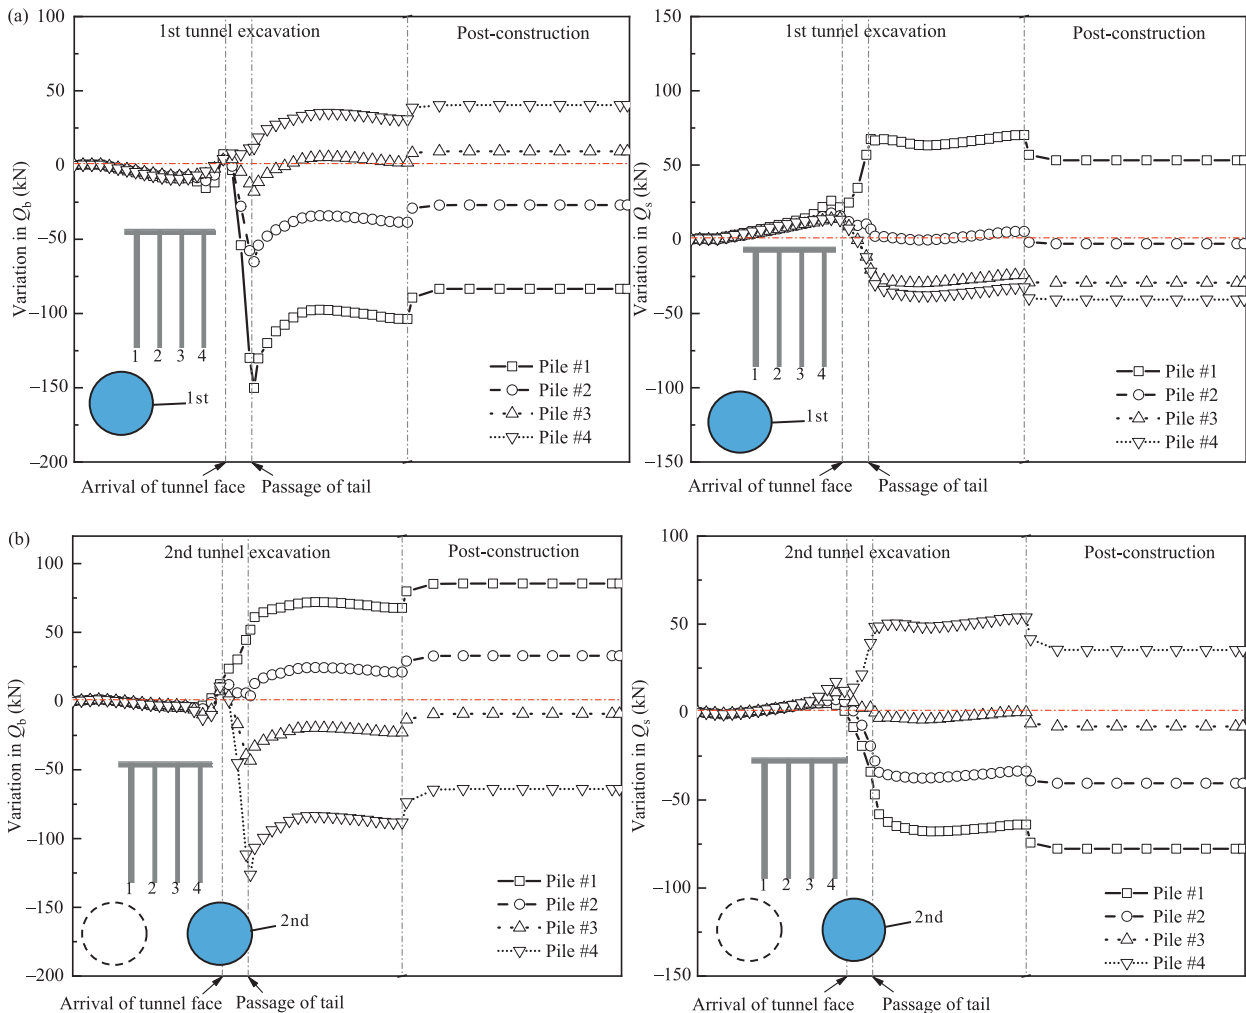 (a)
100
50
0
−50
−100
−150
−200
Variation in Qb (kN)
1st tunnel excavation
Post-construction
1 2 3 4
1st
Pile #1
Pile #2
Pile #3
Pile #4
Arrival of tunnel face
Passage of tail
150
100
50
0
−50
−100
−150
Variation in Qs (kN)
1st tunnel excavation
Post-construction
1 2 3 4
1st
Pile #1
Pile #2
Pile #3
Pile #4
Arrival of tunnel face
Passage of tail
(b)
100
50
0
−50
−100
−150
−200
Variation in Qb (kN)
2nd tunnel excavation
Post-construction
1 2 3 4
2nd
Pile #1
Pile #2
Pile #3
Pile #4
Arrival of tunnel face
Passage of tail
100
50
0
−50
−100
−150
Variation in Qs (kN)
2nd tunnel excavation
Post-construction
1 2 3 4
2nd
Pile #1
Pile #2
Pile #3
Pile #4
Arrival of tunnel face
Passage of tail